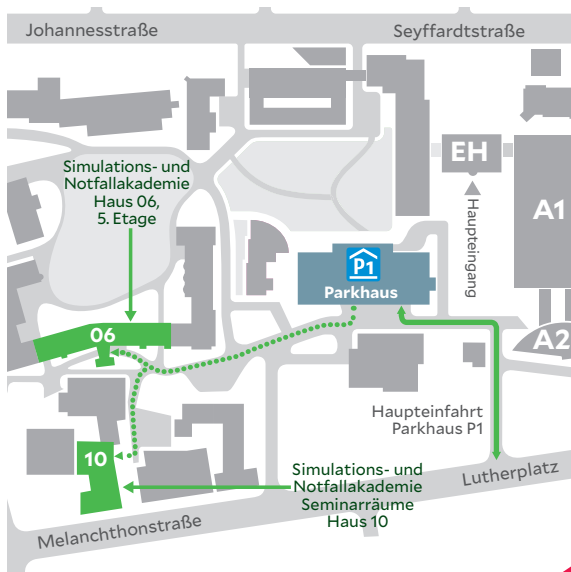 Johannesstraße
Seyffardtstraße
Simulations- und
Notfallakademie
Haus 06,
5. Etage
EH
Haupteingang
A1
P1
Parkhaus
06
A2
Haupteinfahrt
Parkhaus P1
10
Simulations- und
Notfallakademie
Seminarräume
Haus 10
Lutherplatz
Melanchthonstraße